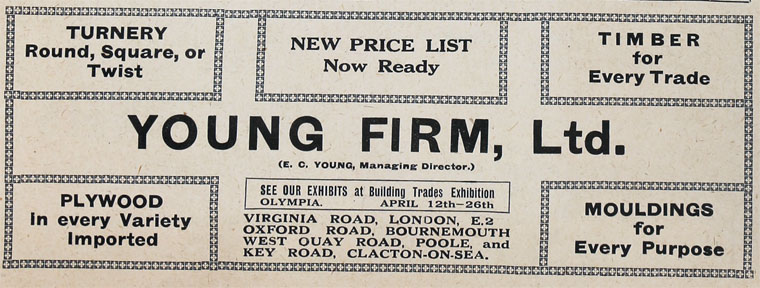 TURNERY
Round, Square, or
Twist
NEW PRICE LIST
Now Ready
TIMBER
for
Every Trade
YOUNG FIRM, Ltd.
(E. C. YOUNG, Managing Director.)
PLYWOOD
In every Variety
Imported
SEE OUR EXHIBITS at Building Trades Exhibition
OLYMPIA. APRIL 12th-26th
VIRGINIA ROAD, LONDON, E.2
OXFORD ROAD, BOURNEMOUTH
WEST QUAY ROAD, POOLE, and
KEY ROAD, CLACTON-ON-SEA.
MOULDINGS
for
Every Purpose